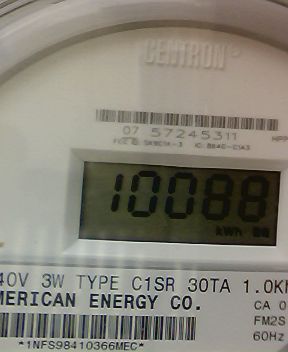 CENTRON®
07 57245311
10088
kWh
40V 3W TYPE C1SR 30TA 1.0K
MERICAN ENERGY CO.
CA 0
FM2S
60Hz
*1NFS98410366MEC*